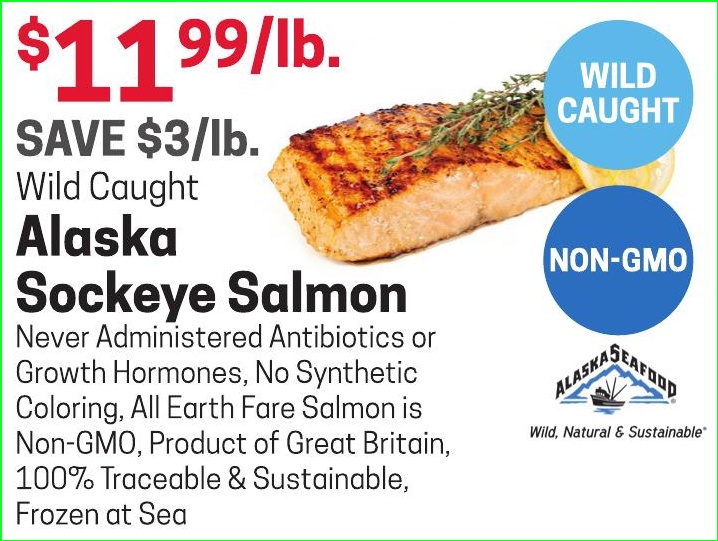 $11 99/lb.
SAVE $3/lb.
Wild Caught
Alaska
Sockeye Salmon
Never Administered Antibiotics or
Growth Hormones, No Synthetic
Coloring, All Earth Fare Salmon is
Non-GMO, Product of Great Britain,
100% Traceable & Sustainable,
Frozen at Sea
WILD
CAUGHT
NON-GMO
ALASKA SEAFOOD®
Wild, Natural & Sustainable®